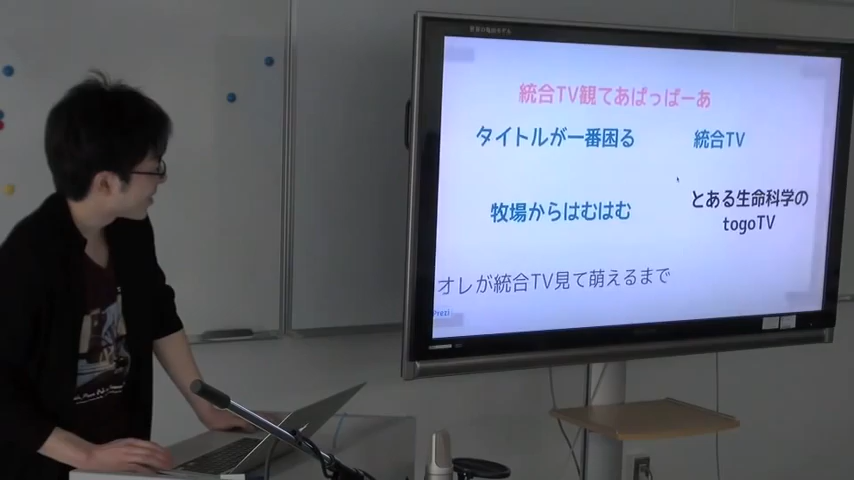 統合TV観てあぱっぱーあ
タイトルが一番困る
統合TV
牧場からはむはむ
とある生命科学の
togoTV
オレが統合TV見て萌えるまで
Prezi